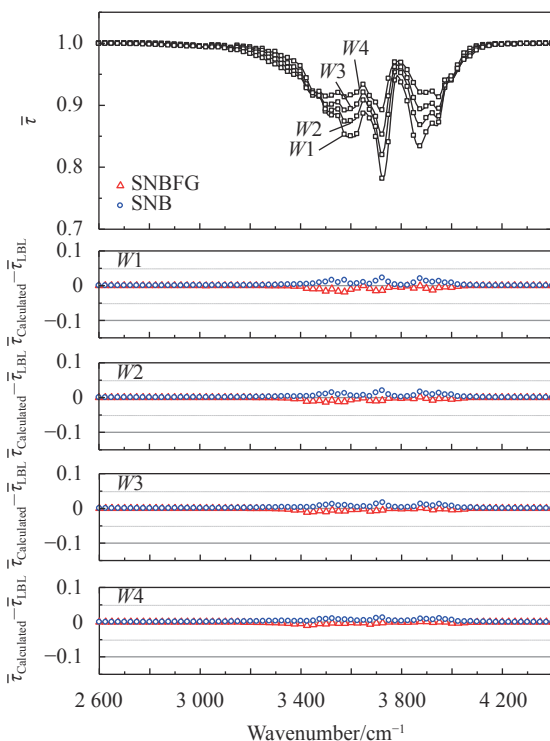 1.0
0.9
0.8
0.7
τ̅
W4
W3
W2
W1
SNBFG
SNB
0.1
0
−0.1
W1
τ̅Calculated−τ̅LBL
0.1
0
−0.1
W2
τ̅Calculated−τ̅LBL
0.1
0
−0.1
W3
τ̅Calculated−τ̅LBL
0.1
0
−0.1
W4
τ̅Calculated−τ̅LBL
2 600 3 000 3 400 3 800 4 200
Wavenumber/cm⁻¹